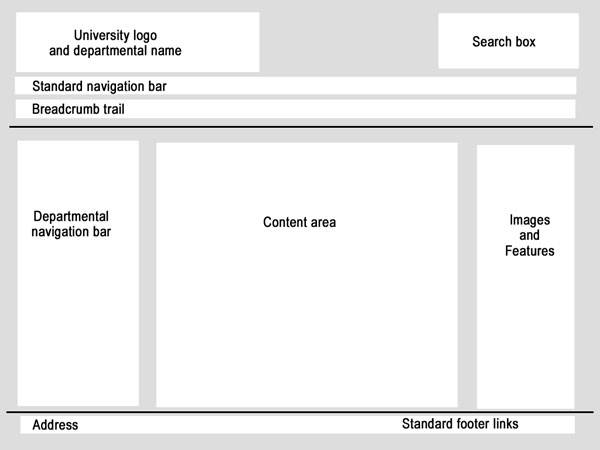 University logo
and departmental name
Search box
Standard navigation bar
Breadcrumb trail
Departmental
navigation bar
Content area
Images
and
Features
Address
Standard footer links